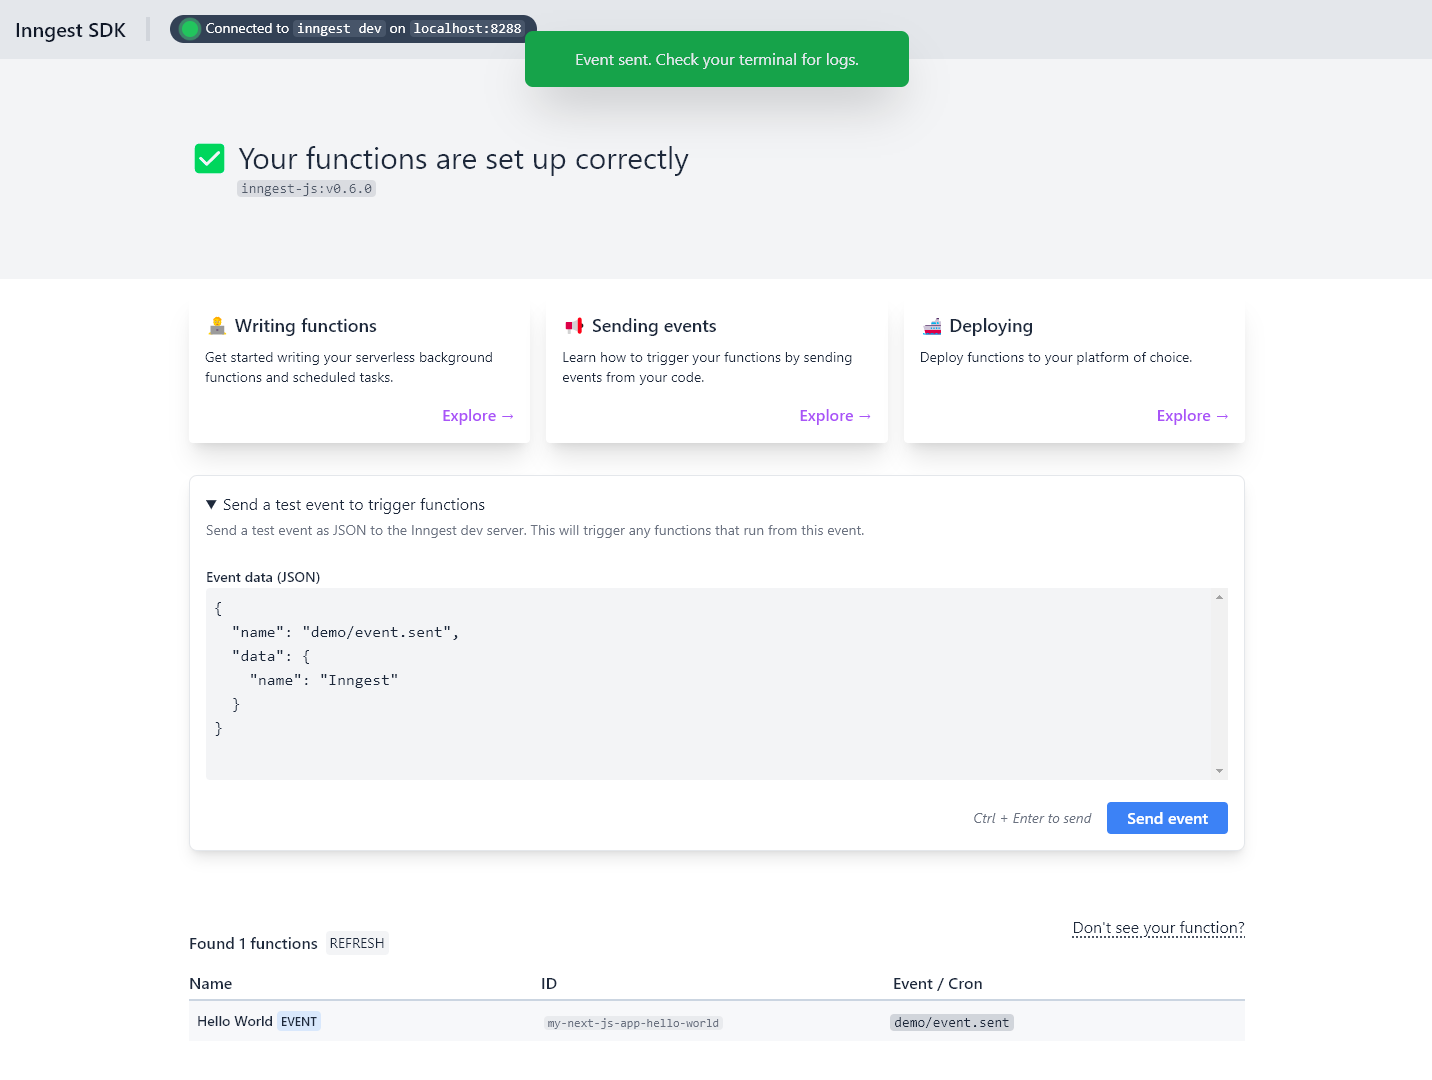 Inngest SDK
Connected to inngest dev on localhost:8288
Event sent. Check your terminal for logs.
Your functions are set up correctly
inngest-js:v0.6.0
Writing functions
Get started writing your serverless background
functions and scheduled tasks.
Explore →
Sending events
Learn how to trigger your functions by sending
events from your code.
Explore →
Deploying
Deploy functions to your platform of choice.
Explore →
▼ Send a test event to trigger functions
Send a test event as JSON to the Inngest dev server. This will trigger any functions that run from this event.
Event data (JSON)
{
  "name": "demo/event.sent",
  "data": {
    "name": "Inngest"
  }
}
Ctrl + Enter to send
Send event
Don't see your function?
Found 1 functions REFRESH
Name ID Event / Cron
Hello World EVENT my-next-js-app-hello-world demo/event.sent